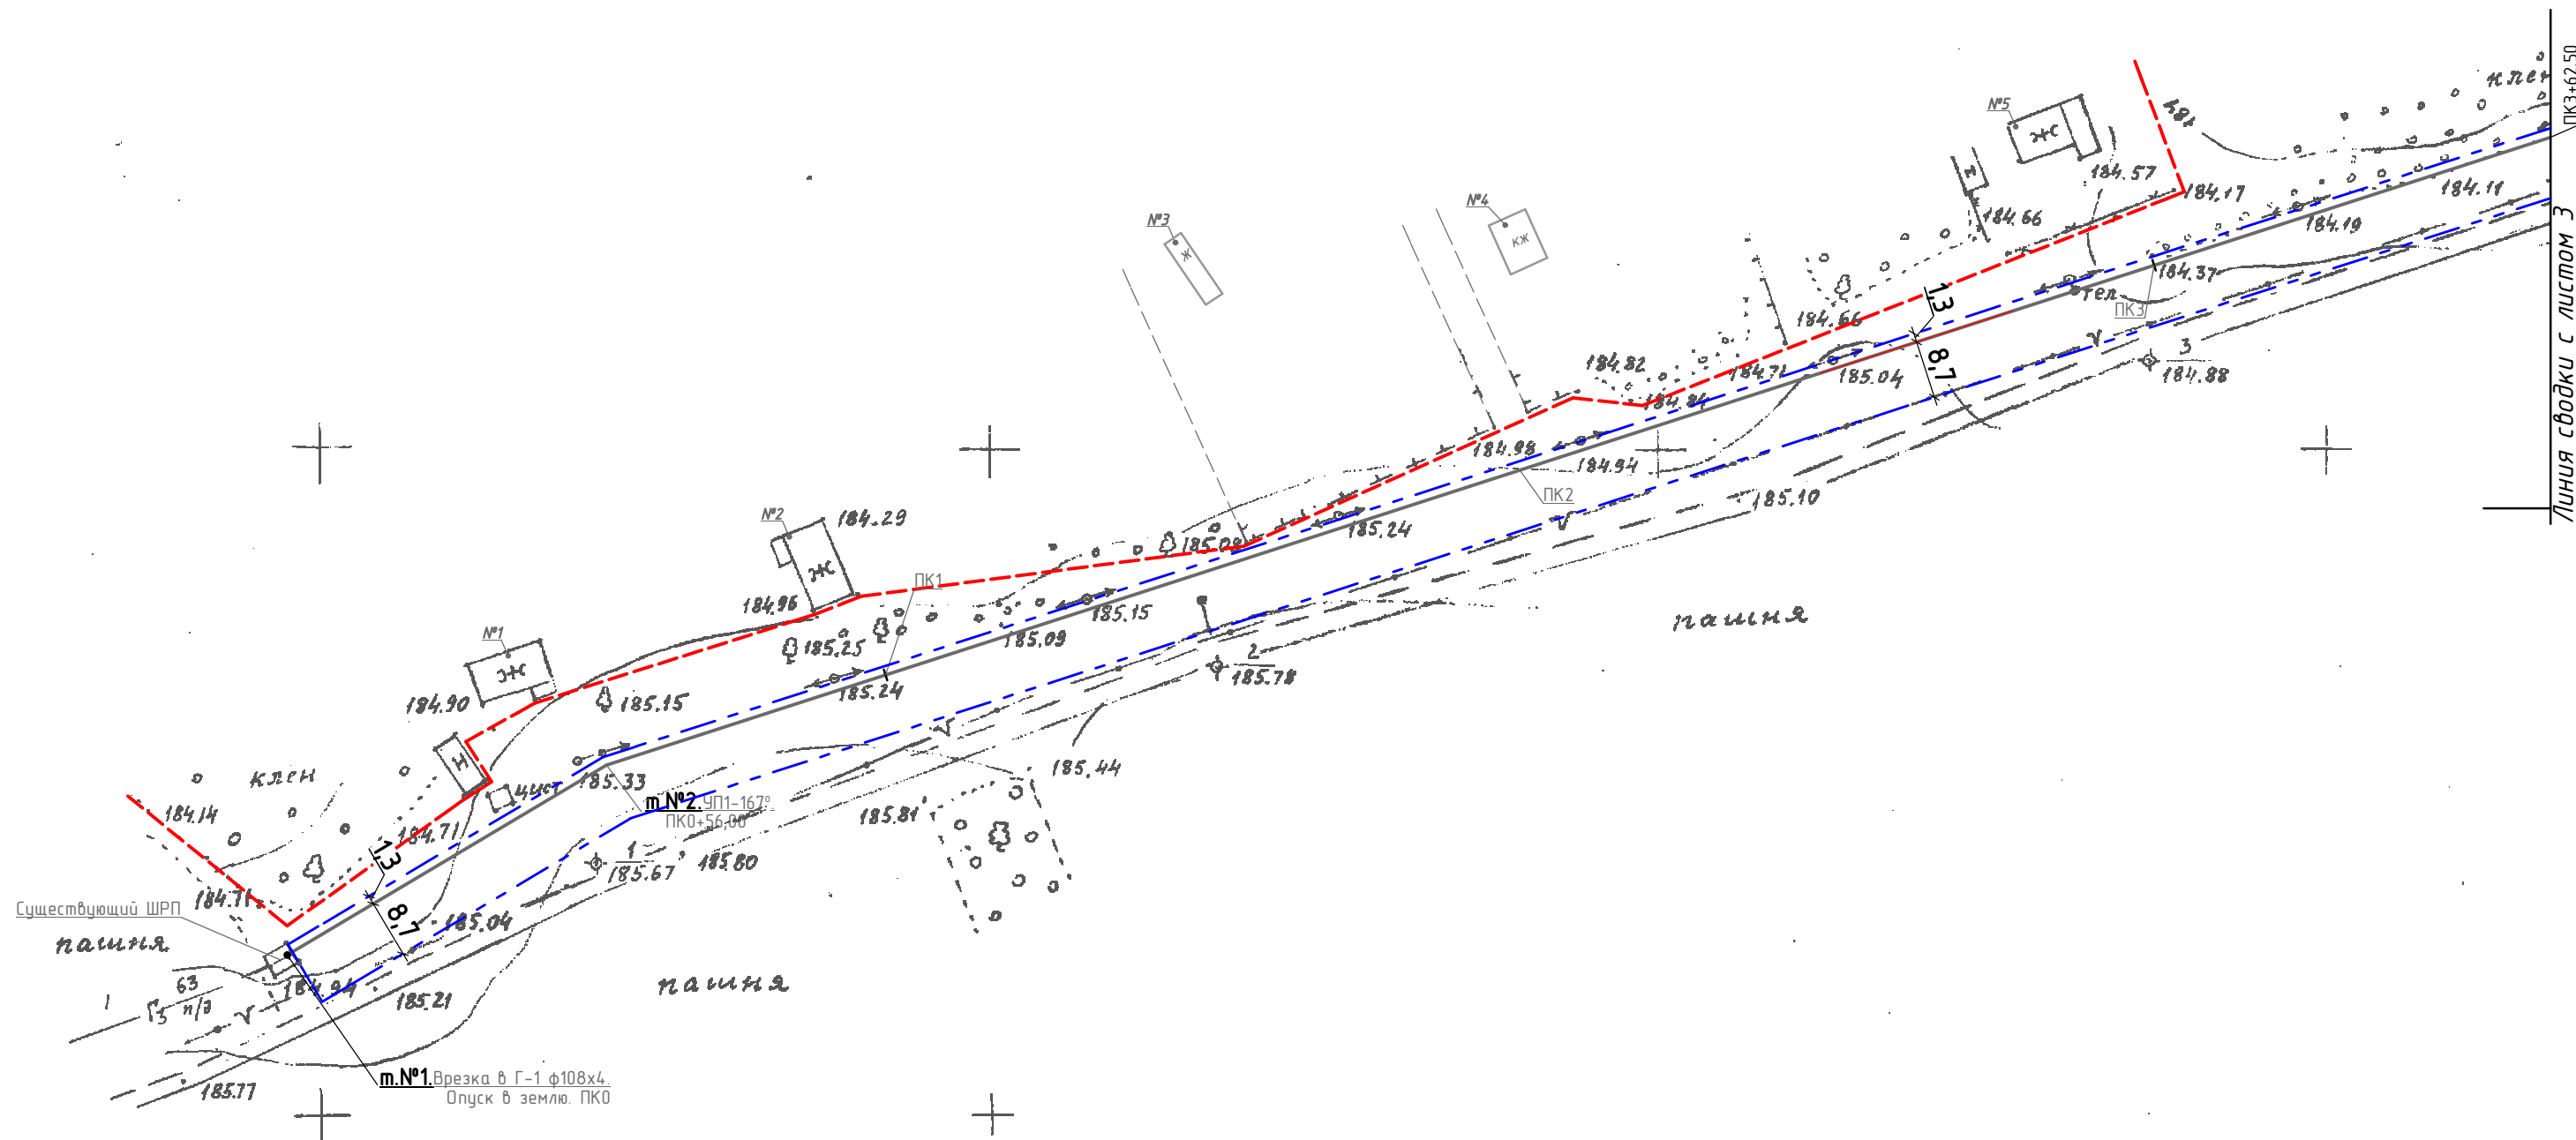 ПК3+62,50
Линия сводки с листом 3
клен
№5
Ж
184.57
184.17
184.11
184.19
184.66
Н
№3
Ж
№4
КЖ
184.37
тел
ПК3
1,3
8,7
184.66
184.82
184.71
185.04
184.84
3
184.88
184.98
184.94
ПК2
185.10
№2
184.29
Ж
185.24
ПК1
184.96
185.15
185.09
185.25
пашня
№1
Ж
2
185.78
185.24
184.90
185.15
Н
цист
185.33
185.44
клен
т.№2.УП1-167°.
ПК0+56,00
184.14
184.71
185.81
1
185.67
185.80
1,3
8,7
184.71
Существующий ШРП
185.04
пашня
пашня
63
п/э
184.94
185.21
185.77
т.№1.Врезка в Г-1 ф108х4.
Опуск в землю. ПК0